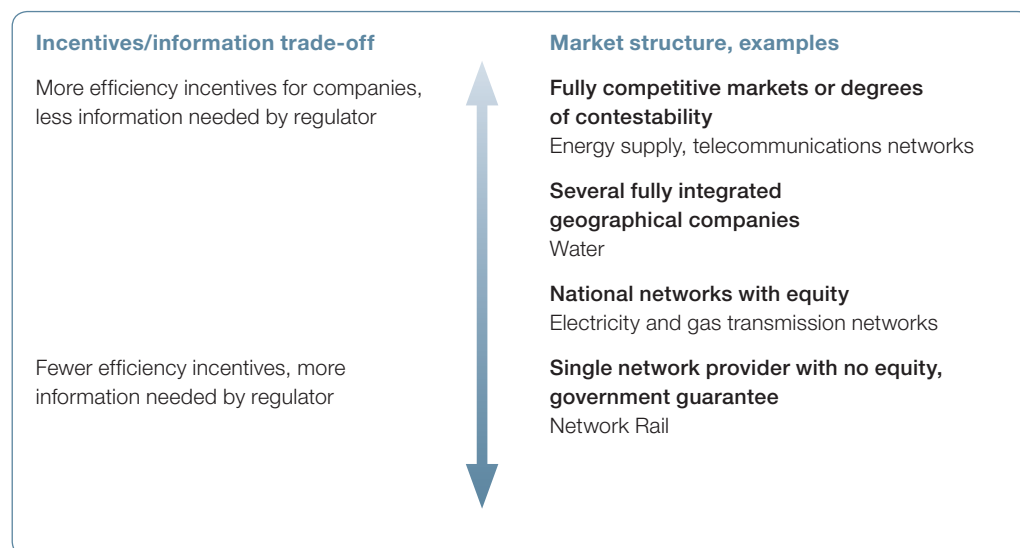 Incentives/information trade-off
More efficiency incentives for companies,
less information needed by regulator
Fewer efficiency incentives, more
information needed by regulator
Market structure, examples
Fully competitive markets or degrees
of contestability
Energy supply, telecommunications networks
Several fully integrated
geographical companies
Water
National networks with equity
Electricity and gas transmission networks
Single network provider with no equity,
government guarantee
Network Rail